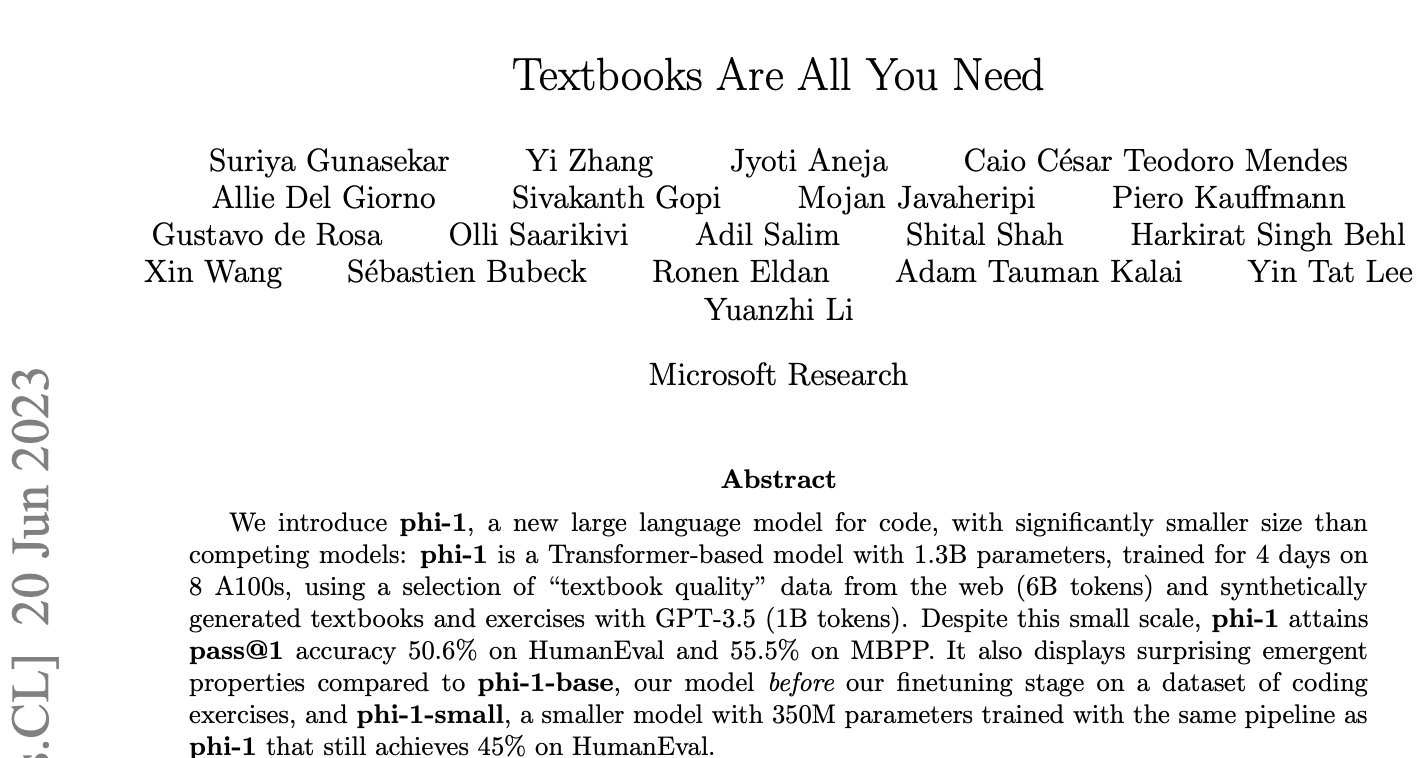 Textbooks Are All You Need
Suriya Gunasekar Yi Zhang Jyoti Aneja Caio César Teodoro Mendes
Allie Del Giorno Sivakanth Gopi Mojan Javaheripi Piero Kauffmann
Gustavo de Rosa Olli Saarikivi Adil Salim Shital Shah Harkirat Singh Behl
Xin Wang Sébastien Bubeck Ronen Eldan Adam Tauman Kalai Yin Tat Lee
Yuanzhi Li
Microsoft Research
Abstract
We introduce phi-1, a new large language model for code, with significantly smaller size than
competing models: phi-1 is a Transformer-based model with 1.3B parameters, trained for 4 days on
8 A100s, using a selection of “textbook quality” data from the web (6B tokens) and synthetically
generated textbooks and exercises with GPT-3.5 (1B tokens). Despite this small scale, phi-1 attains
pass@1 accuracy 50.6% on HumanEval and 55.5% on MBPP. It also displays surprising emergent
properties compared to phi-1-base, our model before our finetuning stage on a dataset of coding
exercises, and phi-1-small, a smaller model with 350M parameters trained with the same pipeline as
phi-1 that still achieves 45% on HumanEval.
s.CL] 20 Jun 2023